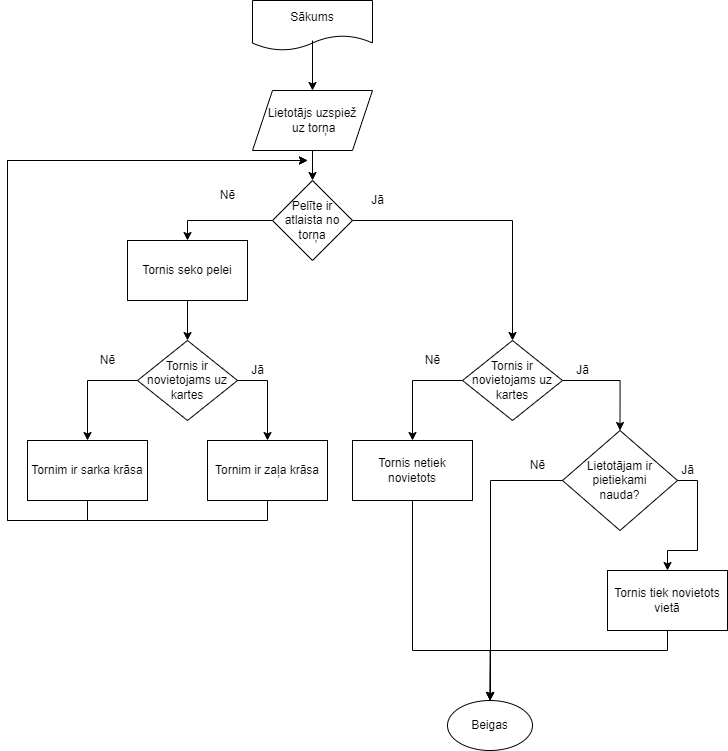 Sākums
Lietotājs uzspiež
uz torņa
Pelīte ir
atlaista no
torņa
Nē
Jā
Tornis seko pelei
Tornis ir
novietojams uz
kartes
Nē
Jā
Tornim ir sarka krāsa
Tornim ir zaļa krāsa
Tornis ir
novietojams uz
kartes
Nē
Jā
Tornis netiek
novietots
Lietotājam ir
pietiekami
nauda?
Nē
Jā
Tornis tiek novietots
vietā
Beigas